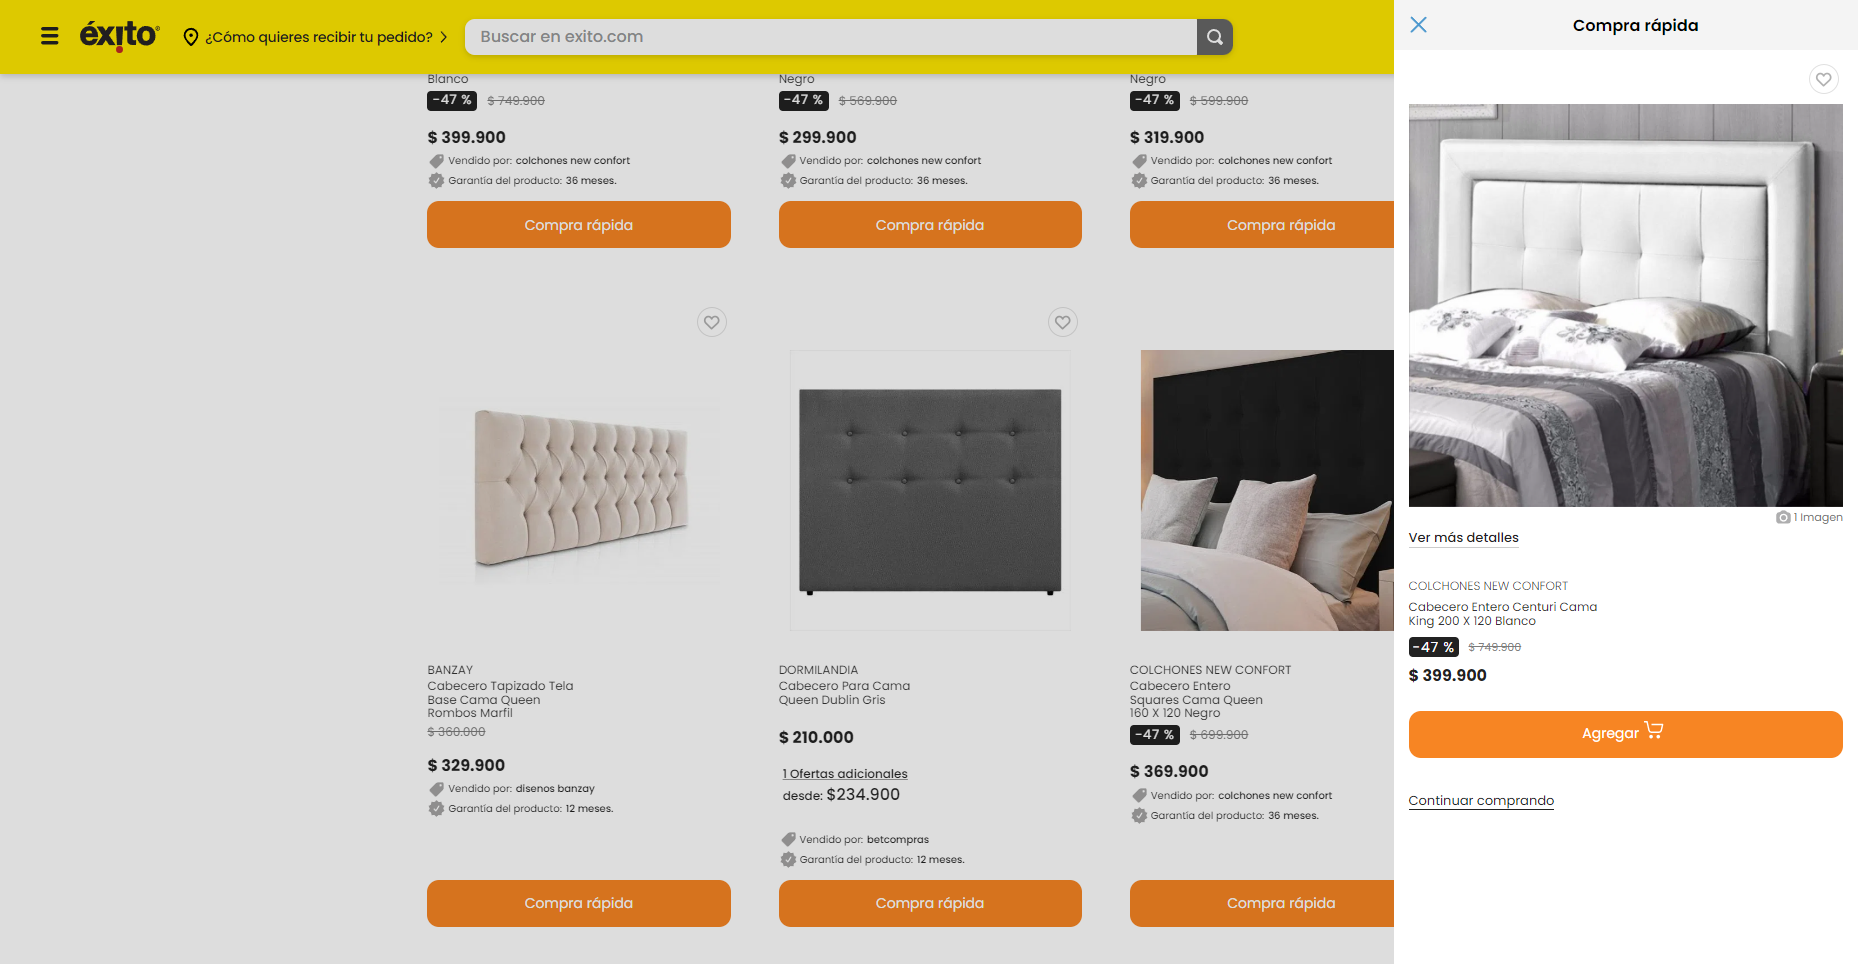 éxito
¿Cómo quieres recibir tu pedido?
Buscar en exito.com
Blanco
-47 % $ 749.900
$ 399.900
Vendido por: colchones new confort
Garantía del producto: 36 meses.
Compra rápida
Negro
-47 % $ 569.900
$ 299.900
Vendido por: colchones new confort
Garantía del producto: 36 meses.
Compra rápida
Negro
-47 % $ 599.900
$ 319.900
Vendido por: colchones new confort
Garantía del producto: 36 meses.
Compra rápida
BANZAY
Cabecero Tapizado Tela
Base Cama Queen
Rombos Marfil
$ 360.000
$ 329.900
Vendido por: disenos banzay
Garantía del producto: 12 meses.
Compra rápida
DORMILANDIA
Cabecero Para Cama
Queen Dublin Gris
$ 210.000
1 Ofertas adicionales
desde: $234.900
Vendido por: betcompras
Garantía del producto: 12 meses.
Compra rápida
COLCHONES NEW CONFORT
Cabecero Entero
Squares Cama Queen
160 X 120 Negro
-47 % $ 699.900
$ 369.900
Vendido por: colchones new confort
Garantía del producto: 36 meses.
Compra rápida
Compra rápida
1 Imagen
Ver más detalles
COLCHONES NEW CONFORT
Cabecero Entero Centuri Cama
King 200 X 120 Blanco
-47 % $ 749.900
$ 399.900
Agregar
Continuar comprando